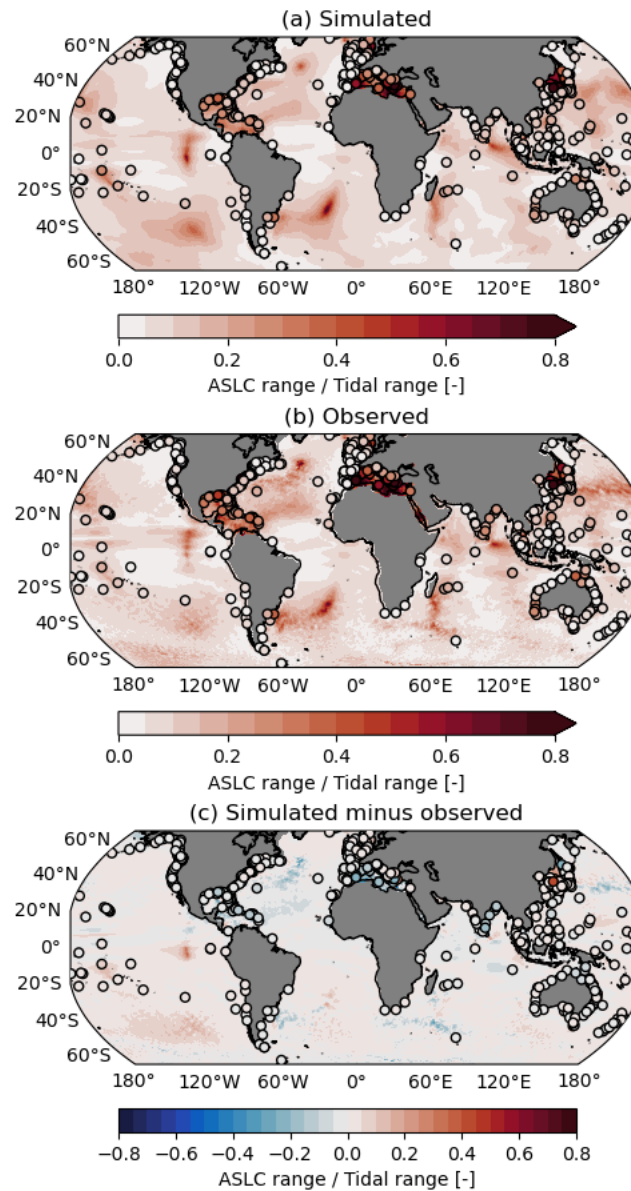 (a) Simulated
60°N
40°N
20°N
0°
20°S
40°S
60°S
180° 120°W 60°W 0° 60°E 120°E 180°
0.0 0.2 0.4 0.6 0.8
ASLC range / Tidal range [-]
(b) Observed
60°N
40°N
20°N
0°
20°S
40°S
60°S
180° 120°W 60°W 0° 60°E 120°E 180°
0.0 0.2 0.4 0.6 0.8
ASLC range / Tidal range [-]
(c) Simulated minus observed
60°N
40°N
20°N
0°
20°S
40°S
60°S
180° 120°W 60°W 0° 60°E 120°E 180°
−0.8 −0.6 −0.4 −0.2 0.0 0.2 0.4 0.6 0.8
ASLC range / Tidal range [-]